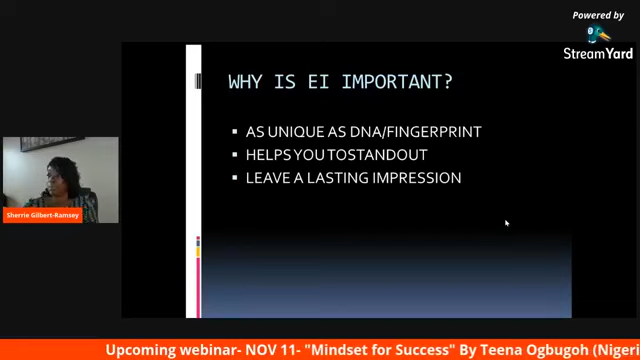 Powered by
StreamYard
WHY IS EI IMPORTANT?
▪ AS UNIQUE AS DNA/FINGERPRINT
▪ HELPS YOU TOSTANDOUT
▪ LEAVE A LASTING IMPRESSION
Sherrie Gilbert-Ramsey
Upcoming webinar- NOV 11- "Mindset for Success" By Teena Ogbugoh (Nigeri